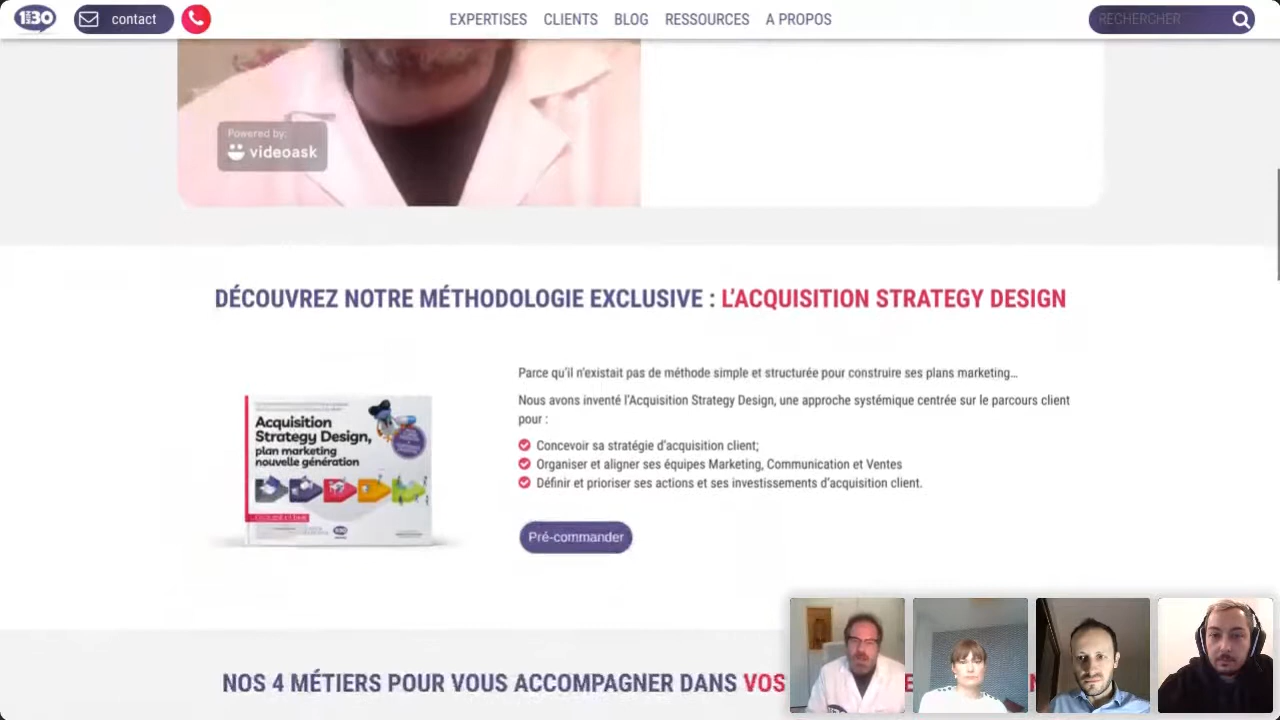 1min30
contact
EXPERTISES CLIENTS BLOG RESSOURCES A PROPOS
RECHERCHER
Powered by:
videoask
DÉCOUVREZ NOTRE MÉTHODOLOGIE EXCLUSIVE : L'ACQUISITION STRATEGY DESIGN
Parce qu'il n'existait pas de méthode simple et structurée pour construire ses plans marketing…
Nous avons inventé l'Acquisition Strategy Design, une approche systémique centrée sur le parcours client
pour :
Concevoir sa stratégie d'acquisition client;
Organiser et aligner ses équipes Marketing, Communication et Ventes
Définir et prioriser ses actions et ses investissements d'acquisition client.
Pré-commander
Acquisition
Strategy Design,
plan marketing
nouvelle génération
NOS 4 MÉTIERS POUR VOUS ACCOMPAGNER DANS VOS